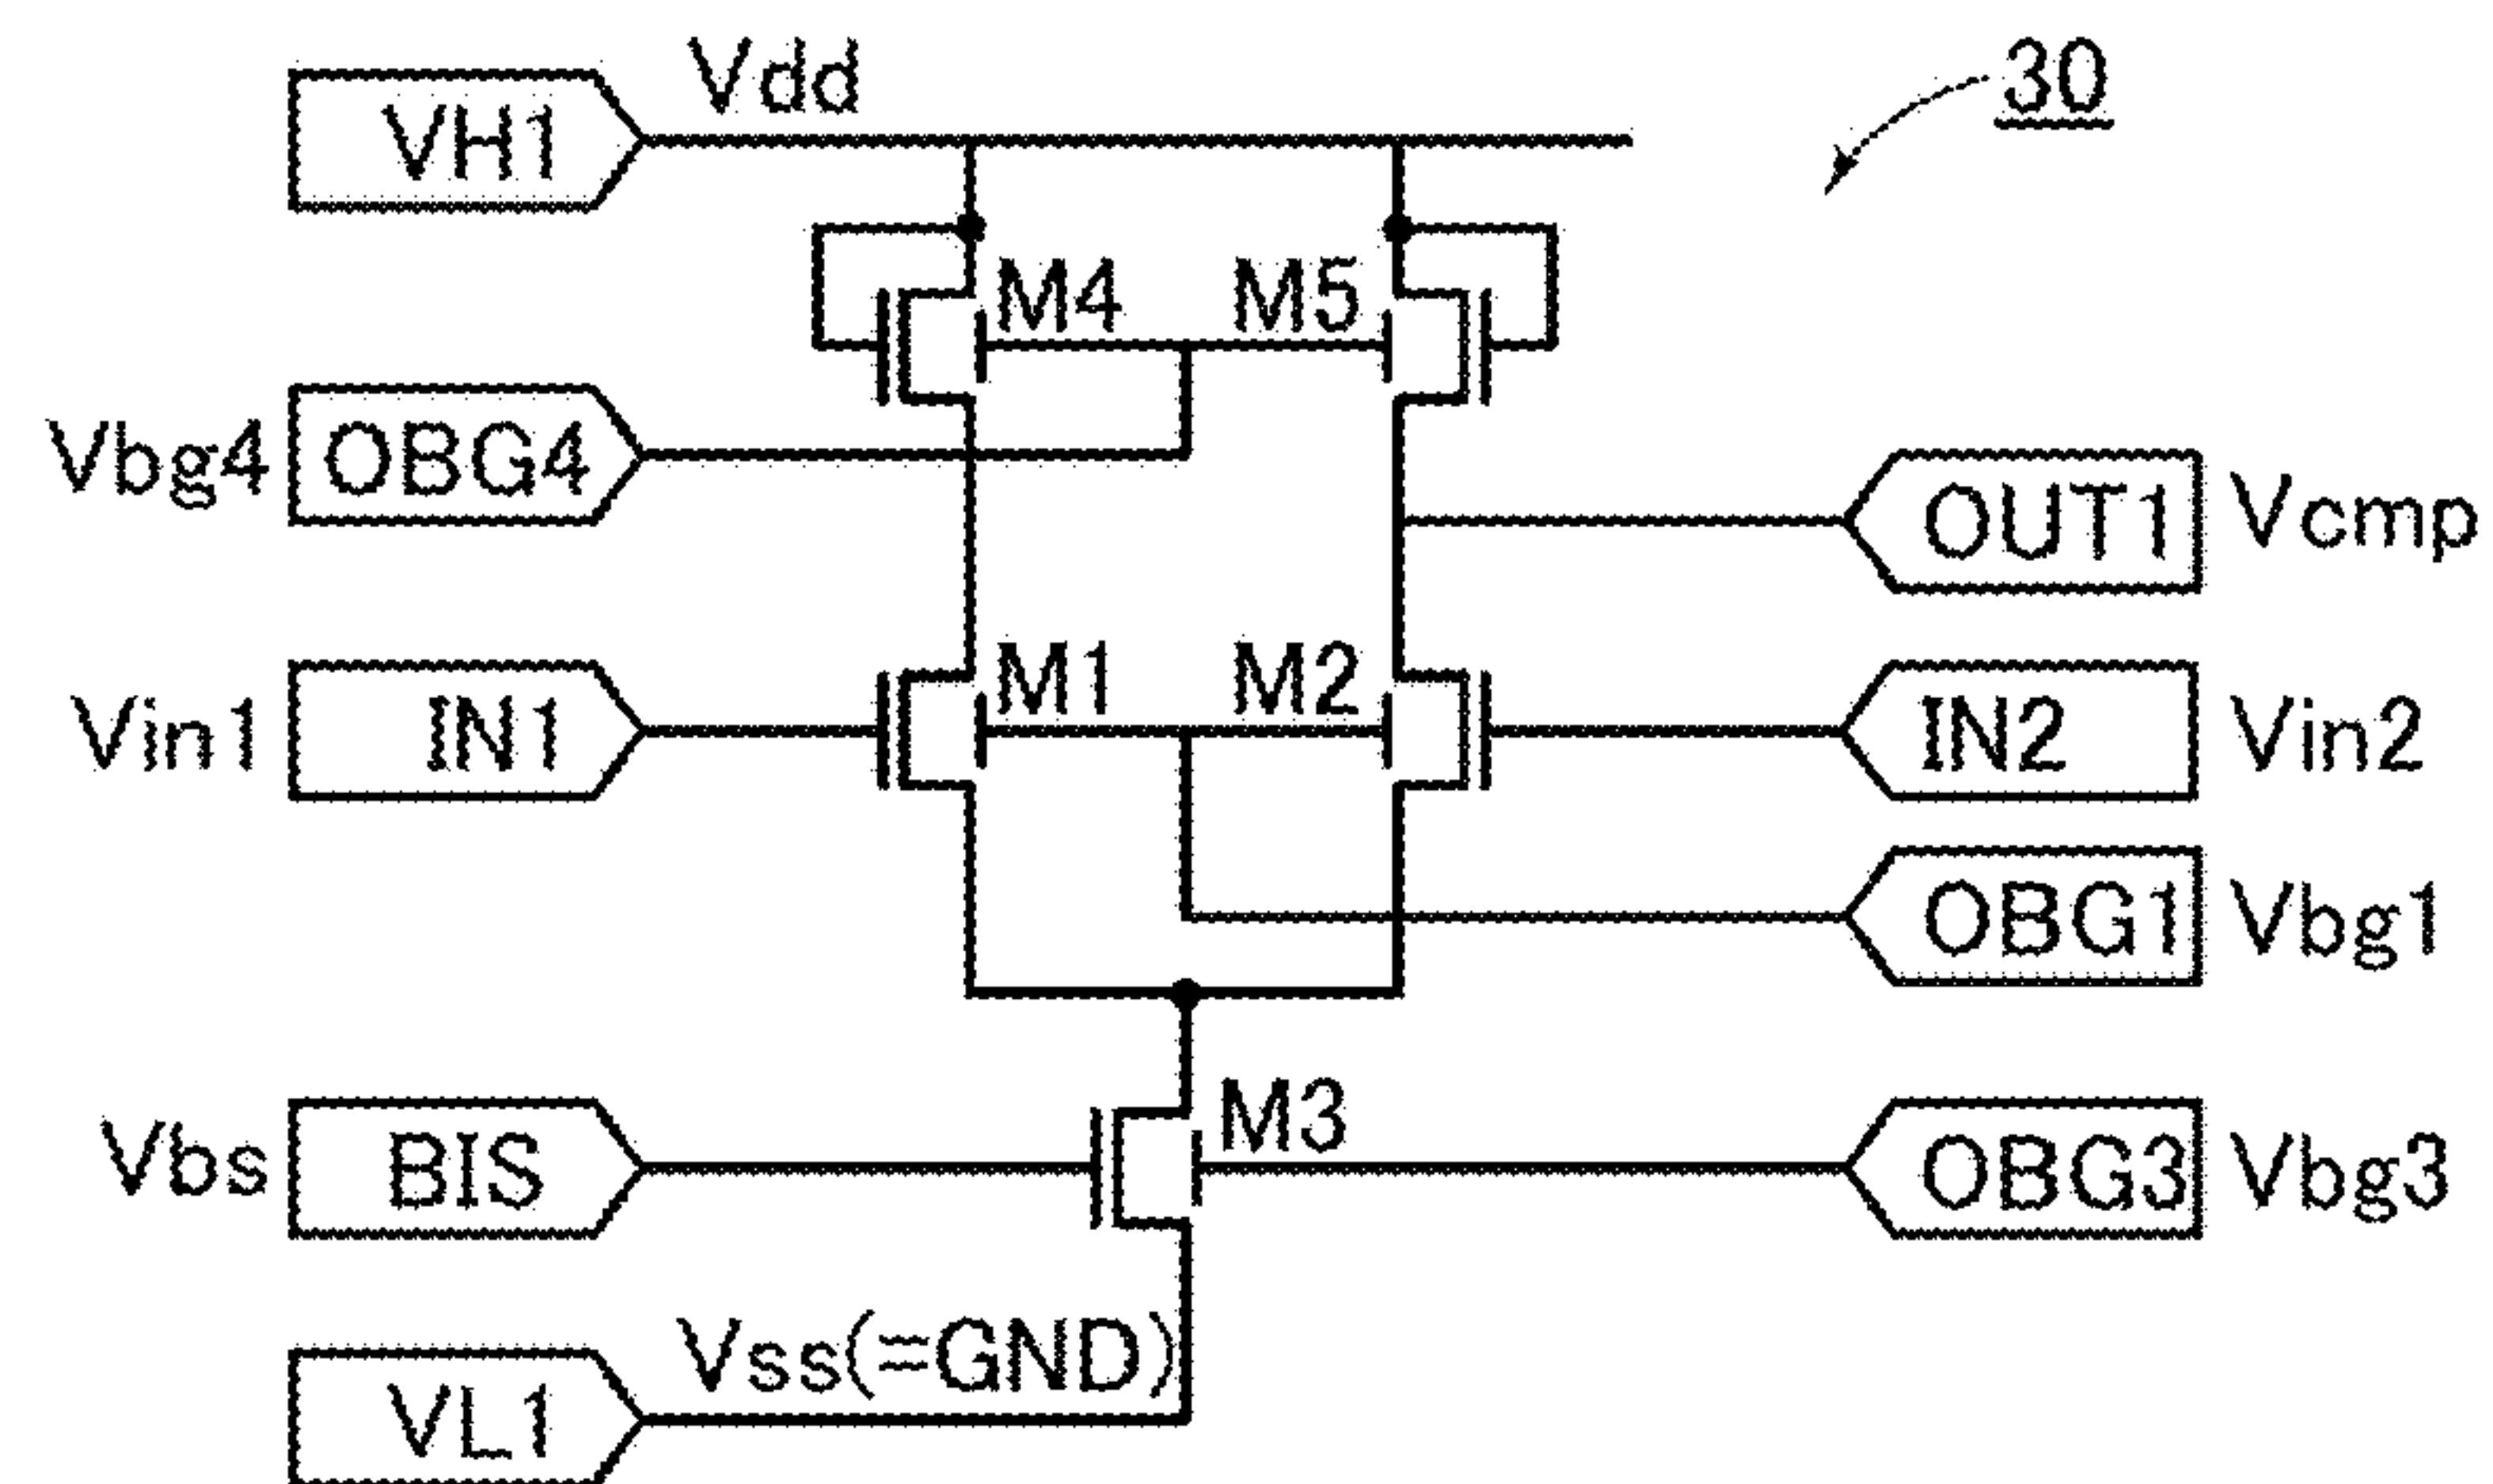 Vdd
30
VH1
M4
M5
Vbg4
OBG4
OUT1
Vcmp
M1
M2
Vin1
IN1
IN2
Vin2
OBG1
Vbg1
M3
Vbs
BIS
OBG3
Vbg3
Vss(=GND)
VL1